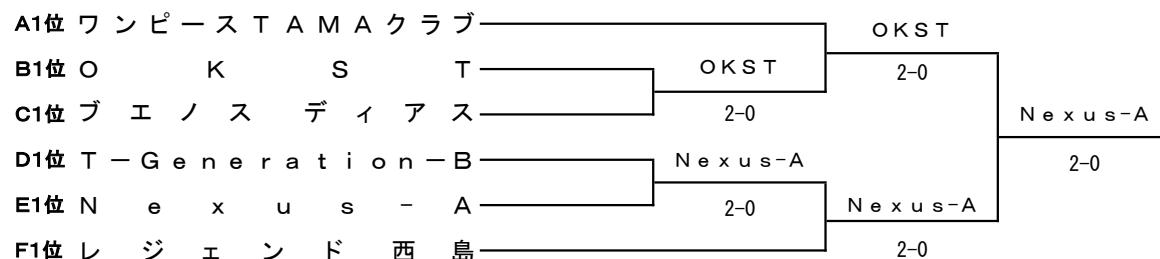 A1位 ワンピースTAMAクラブ
OKST
B1位 OKST
OKST
2-0
C1位 ブエノスディアス
2-0
Nexus-A
D1位 T-Generation-B
Nexus-A
2-0
E1位 Nexus-A
2-0
Nexus-A
F1位 レジェンド西島
2-0